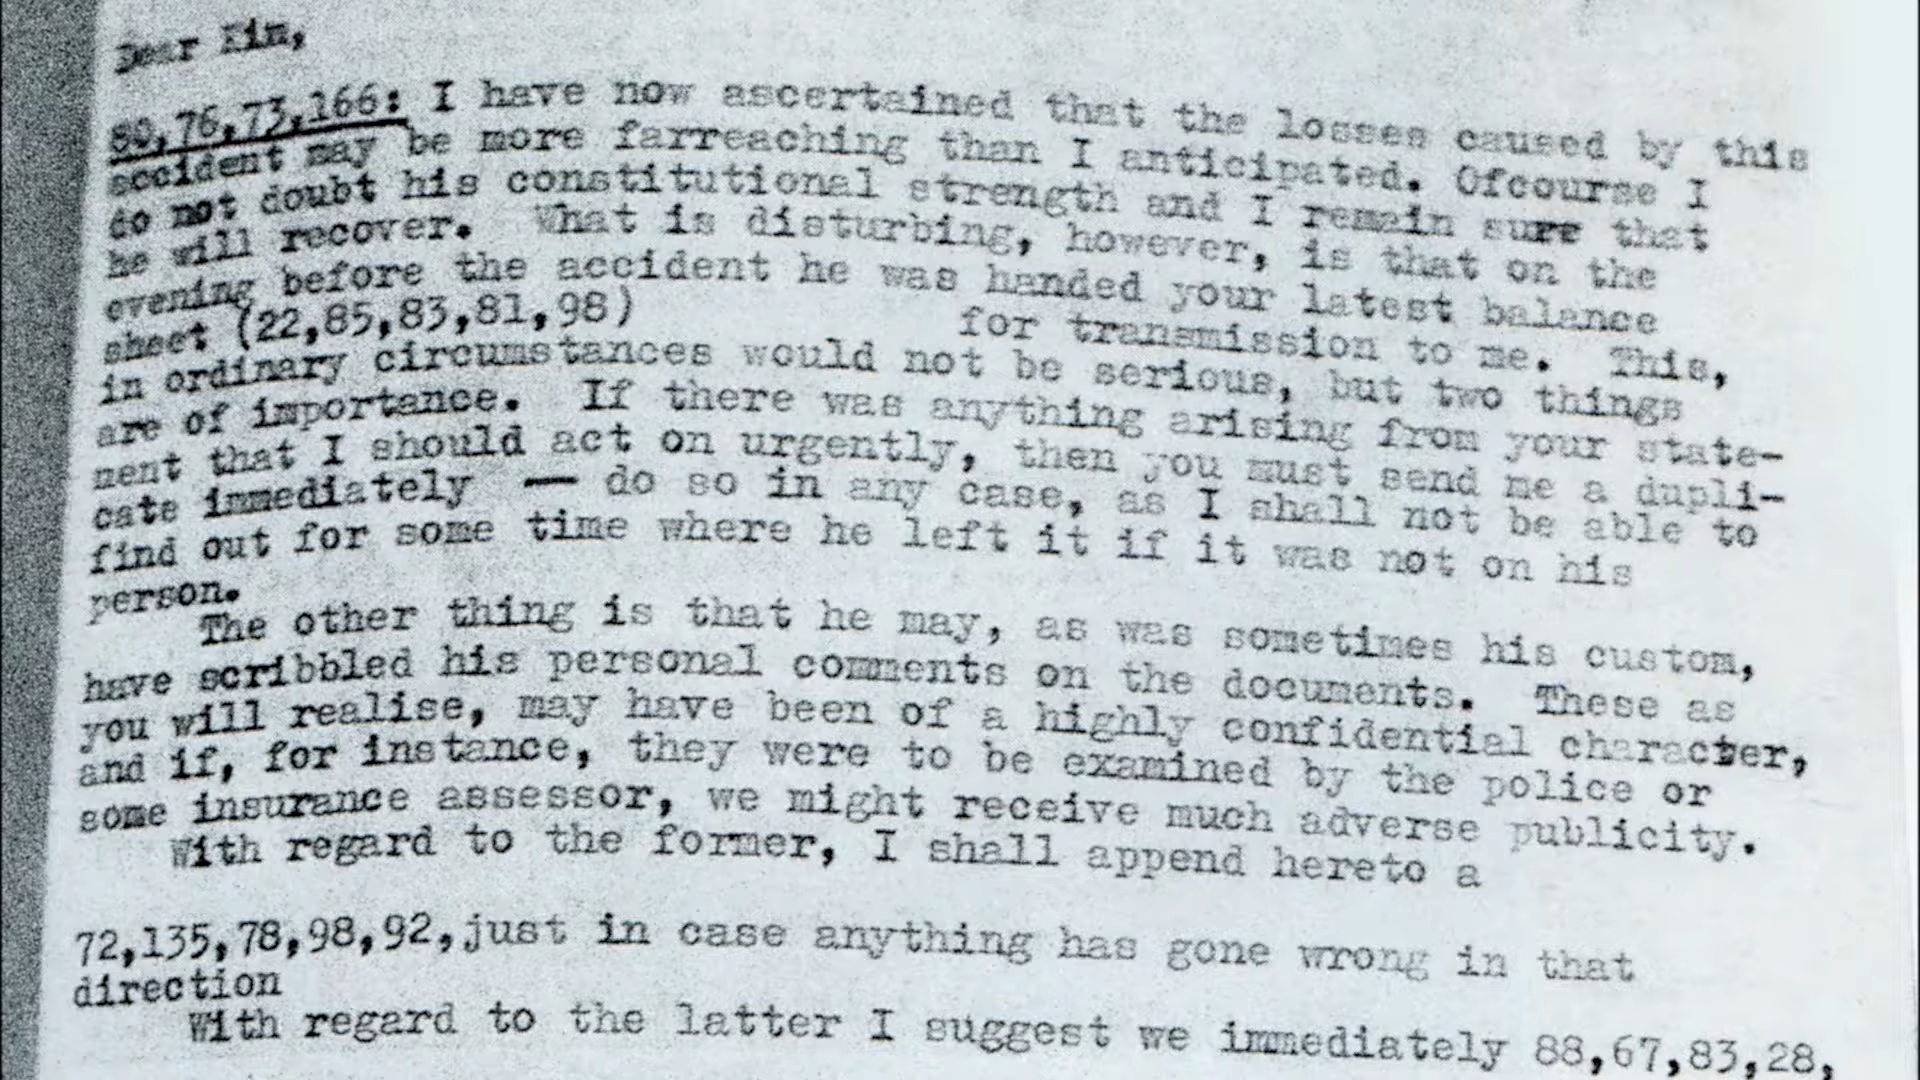 Dear Kim,
80,76,73,166: I have now ascertained that the losses caused by this
accident may be more farreaching than I anticipated. Ofcourse I
do not doubt his constitutional strength and I remain sure that
he will recover. What is disturbing, however, is that on the
evening before the accident he was handed your latest balance
sheet (22,85,83,81,98) for transmission to me. This,
in ordinary circumstances would not be serious, but two things
are of importance. If there was anything arising from your state-
ment that I should act on urgently, then you must send me a dupli-
cate immediately — do so in any case, as I shall not be able to
find out for some time where he left it if it was not on his
person.
The other thing is that he may, as was sometimes his custom,
have scribbled his personal comments on the documents. These as
you will realise, may have been of a highly confidential character,
and if, for instance, they were to be examined by the police or
some insurance assessor, we might receive much adverse publicity.
With regard to the former, I shall append hereto a
72,135,78,98,92,just in case anything has gone wrong in that
direction
With regard to the latter I suggest we immediately 88,67,83,28,